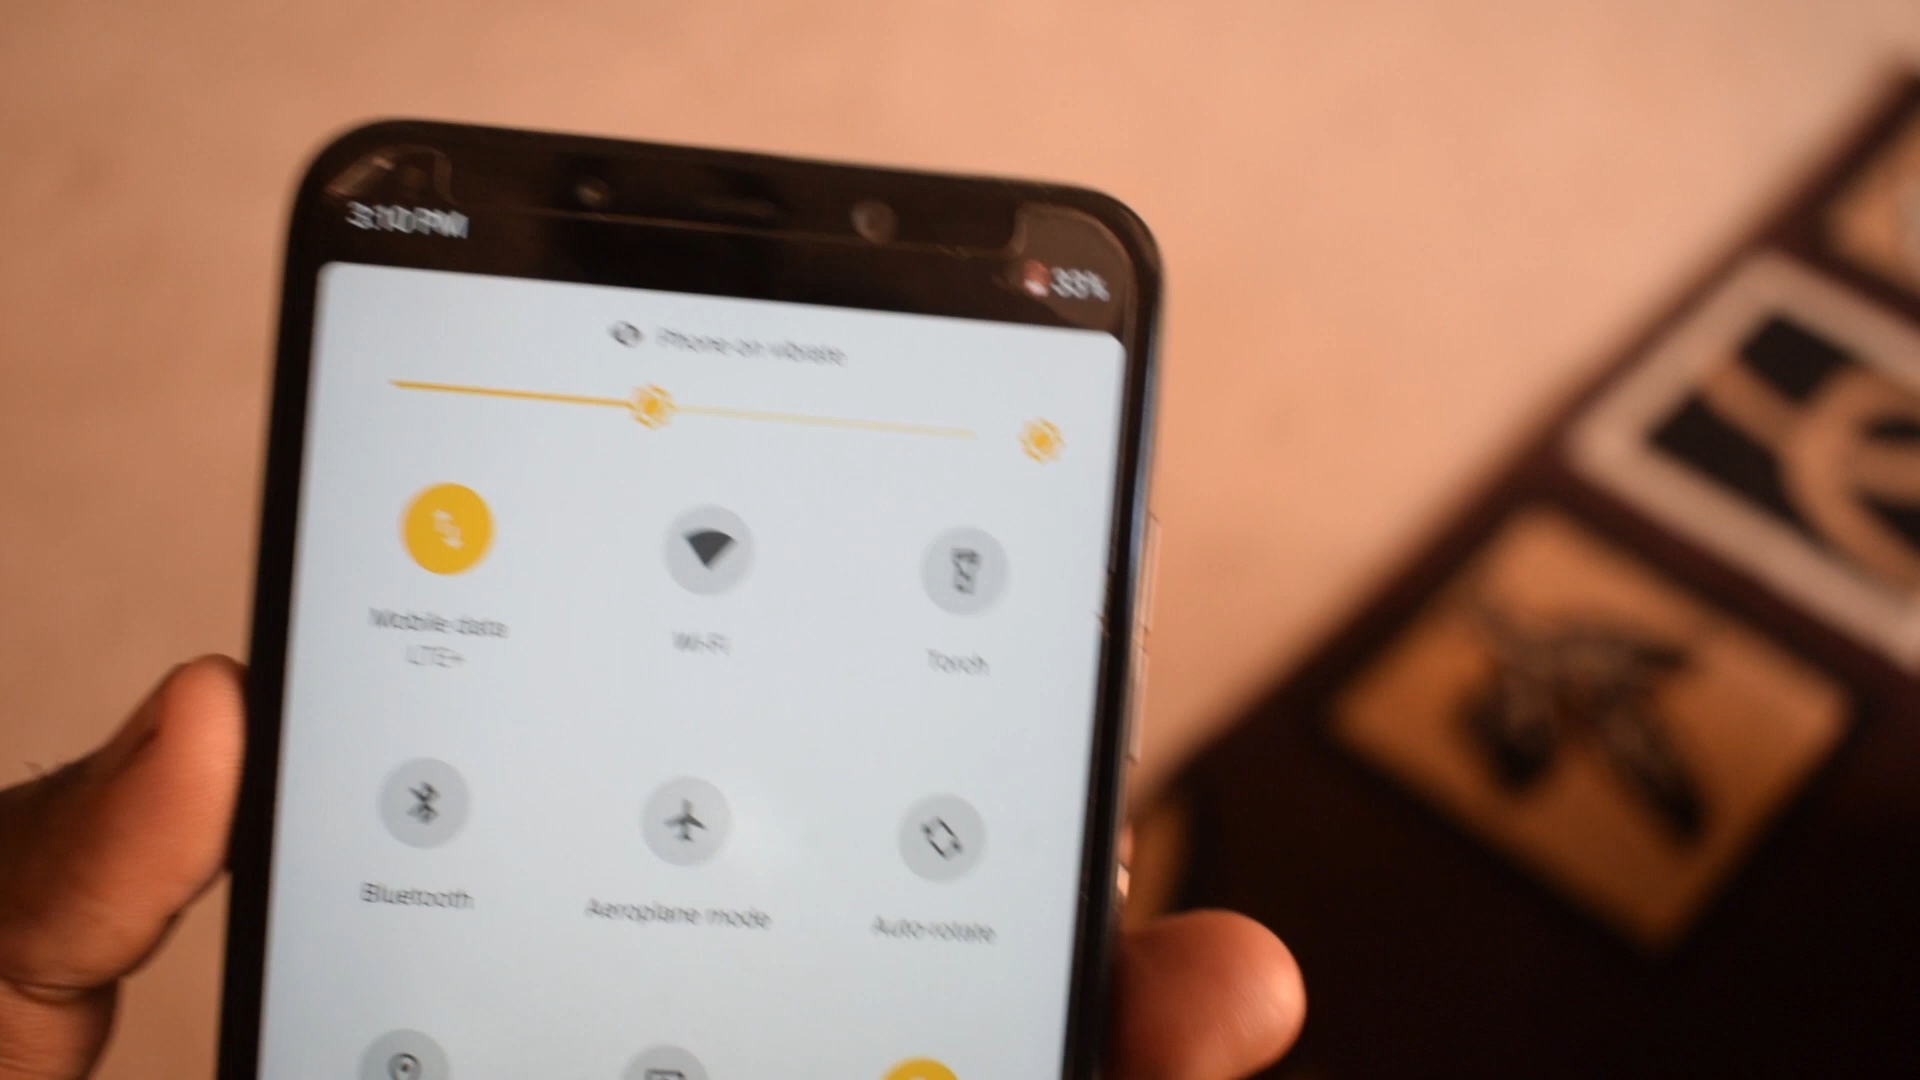 3:10 PM
33%
Phone on vibrate
Mobile data
LTE+
Wi-Fi
Torch
Bluetooth
Aeroplane mode
Auto-rotate